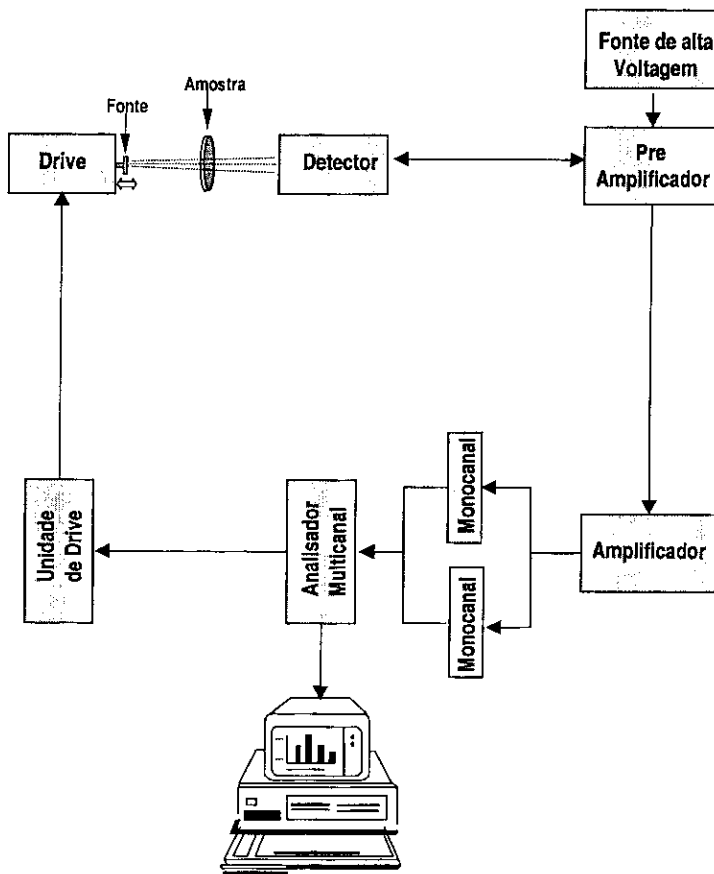 Fonte de alta
Voltagem
Amostra
Fonte
Drive
Detector
Pre
Amplificador
Monocanal
Unidade
de Drive
Analisador
Multicanal
Amplificador
Monocanal